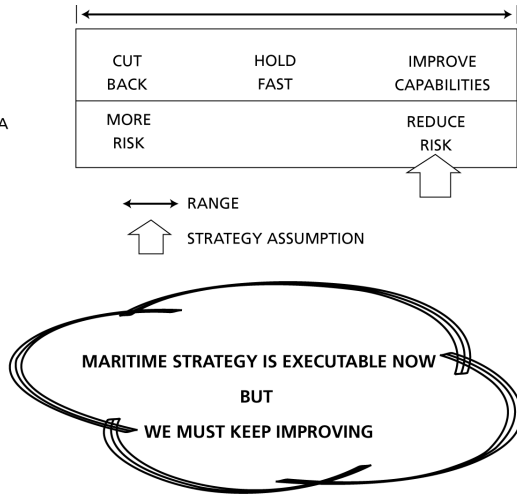 CUT HOLD IMPROVE
BACK FAST CAPABILITIES
A MORE REDUCE
RISK RISK
RANGE
STRATEGY ASSUMPTION
MARITIME STRATEGY IS EXECUTABLE NOW
BUT
WE MUST KEEP IMPROVING